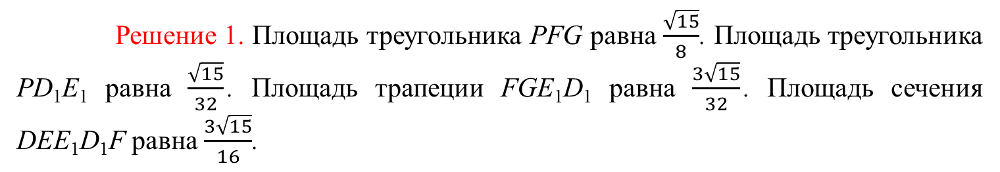 Решение 1. Площадь треугольника PFG равна √15/8. Площадь треугольника
PD₁E₁ равна √15/32. Площадь трапеции FGE₁D₁ равна 3√15/32. Площадь сечения
DEE₁D₁F равна 3√15/16.